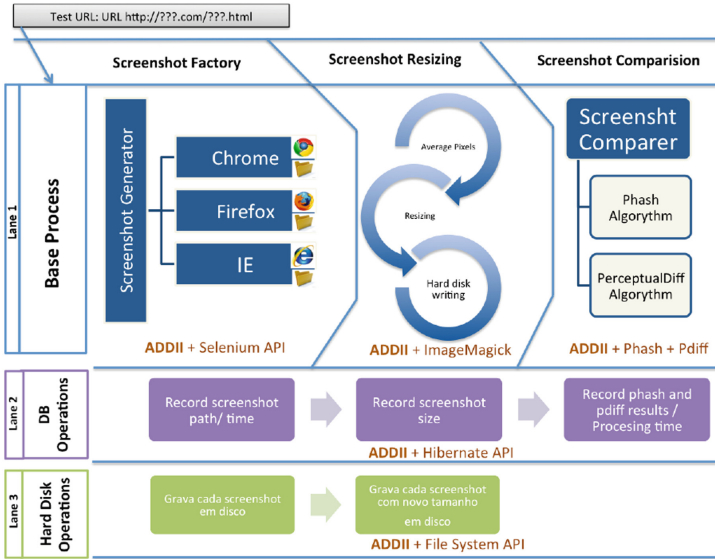 Test URL: URL http://???.com/???.html
Screenshot Factory
Screenshot Resizing
Screenshot Comparision
Lane 1
Base Process
Screenshot Generator
Chrome
Firefox
IE
ADDII + Selenium API
Average Pixels
Resizing
Hard disk
writing
ADDII + ImageMagick
Screensht
Comparer
Phash
Algorythm
PerceptualDiff
Algorythm
ADDII + Phash + Pdiff
Lane 2
DB
Operations
Record screenshot
path/ time
Record screenshot
size
Record phash and
pdiff results /
Procesing time
ADDII + Hibernate API
Lane 3
Hard Disk
Operations
Grava cada screenshot
em disco
Grava cada screenshot
com novo tamanho
em disco
ADDII + File System API